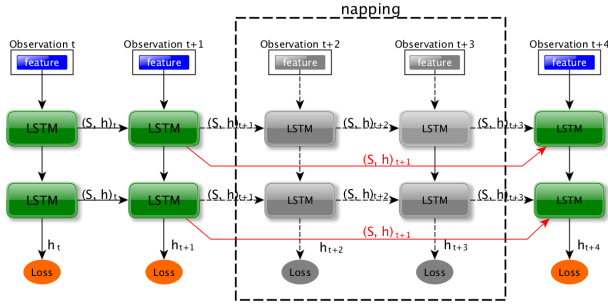 napping
Observation t
Observation t+1
Observation t+2
Observation t+3
Observation t+4
feature
feature
feature
feature
feature
LSTM
(S, h)t
LSTM
(S, h)t+1
LSTM
(S, h)t+2
LSTM
(S, h)t+3
LSTM
(S, h)t+1
LSTM
(S, h)t
LSTM
(S, h)t+1
LSTM
(S, h)t+2
LSTM
(S, h)t+3
LSTM
(S, h)t+1
ht
ht+1
ht+2
ht+3
ht+4
Loss
Loss
Loss
Loss
Loss